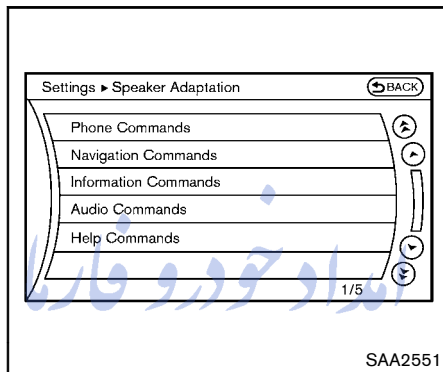 Settings ▸ Speaker Adaptation
BACK
Phone Commands
Navigation Commands
Information Commands
Audio Commands
Help Commands
1/5
امداد خودرو فارما
SAA2551